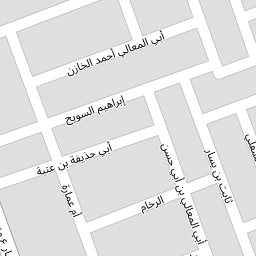 أبي المعالي أحمد الخازن
إبراهيم السويح
أبي حذيفة بن عتبة
أم عمارة
الرخام
أبي المعالي بن أبي حسن
ثابت بن يسار